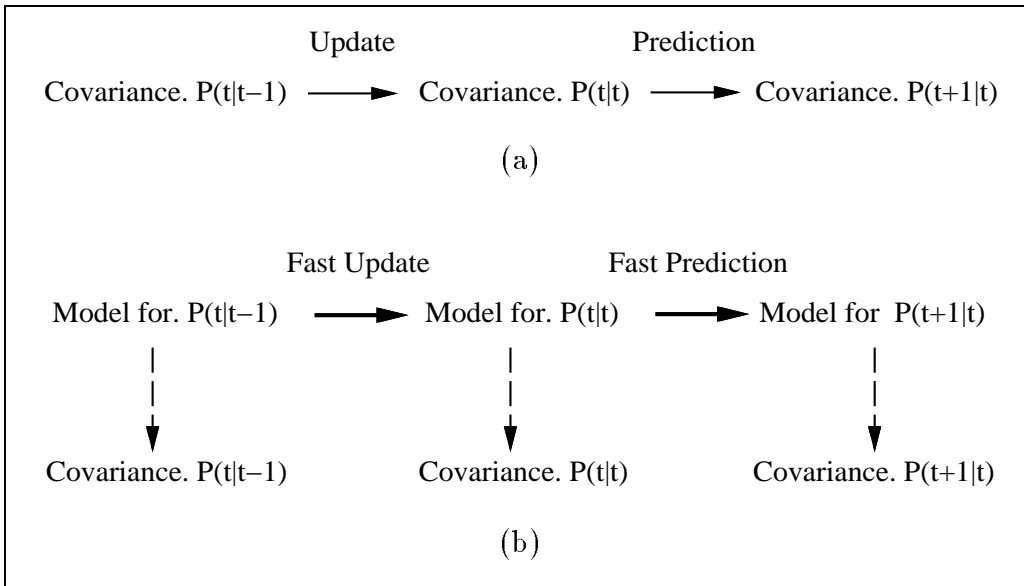 Update Prediction
Covariance. P(t|t–1) Covariance. P(t|t) Covariance. P(t+1|t)
(a)
Fast Update Fast Prediction
Model for. P(t|t–1) Model for. P(t|t) Model for P(t+1|t)
Covariance. P(t|t–1) Covariance. P(t|t) Covariance. P(t+1|t)
(b)